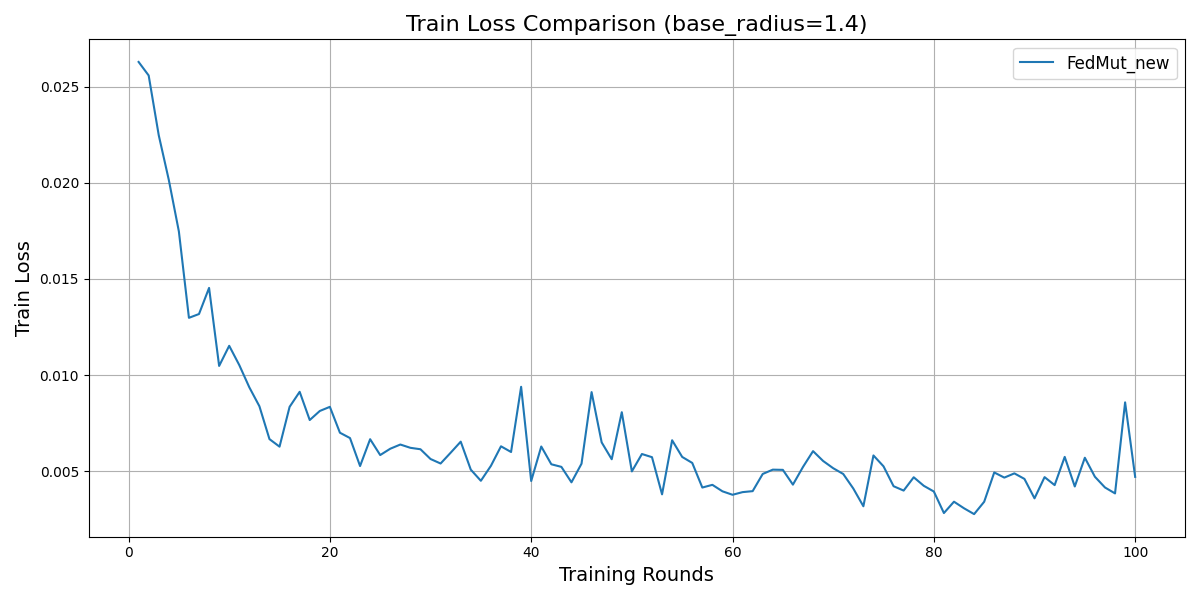 Train Loss Comparison (base_radius=1.4)
FedMut_new
Train Loss
0.025
0.020
0.015
0.010
0.005
0 20 40 60 80 100
Training Rounds